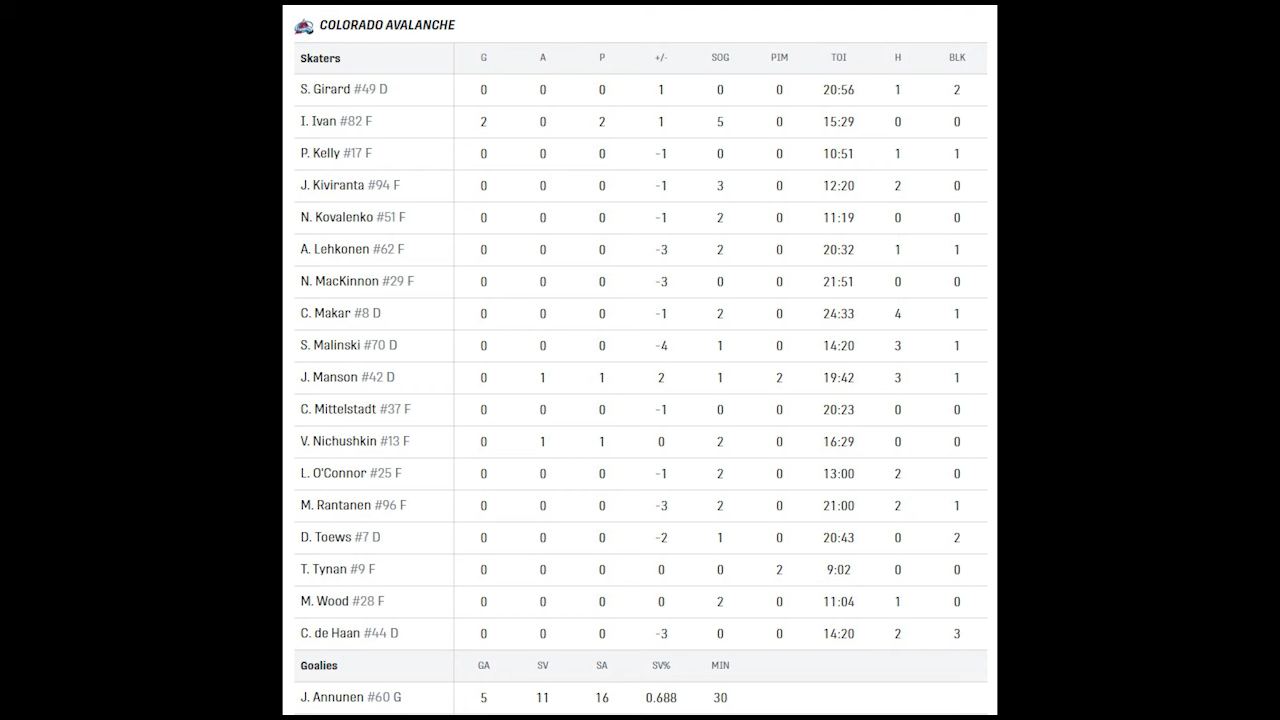 COLORADO AVALANCHE
Skaters G A P +/- SOG PIM TOI H BLK
S. Girard #49 D 0 0 0 1 0 0 20:56 1 2
I. Ivan #82 F 2 0 2 1 5 0 15:29 0 0
P. Kelly #17 F 0 0 0 -1 0 0 10:51 1 1
J. Kiviranta #94 F 0 0 0 -1 3 0 12:20 2 0
N. Kovalenko #51 F 0 0 0 -1 2 0 11:19 0 0
A. Lehkonen #62 F 0 0 0 -3 2 0 20:32 1 1
N. MacKinnon #29 F 0 0 0 -3 0 0 21:51 0 0
C. Makar #8 D 0 0 0 -1 2 0 24:33 4 1
S. Malinski #70 D 0 0 0 -4 1 0 14:20 3 1
J. Manson #42 D 0 1 1 2 1 2 19:42 3 1
C. Mittelstadt #37 F 0 0 0 -1 0 0 20:23 0 0
V. Nichushkin #13 F 0 1 1 0 2 0 16:29 0 0
L. O'Connor #25 F 0 0 0 -1 2 0 13:00 2 0
M. Rantanen #96 F 0 0 0 -3 2 0 21:00 2 1
D. Toews #7 D 0 0 0 -2 1 0 20:43 0 2
T. Tynan #9 F 0 0 0 0 0 2 9:02 0 0
M. Wood #28 F 0 0 0 0 2 0 11:04 1 0
C. de Haan #44 D 0 0 0 -3 0 0 14:20 2 3
Goalies GA SV SA SV% MIN
J. Annunen #60 G 5 11 16 0.688 30